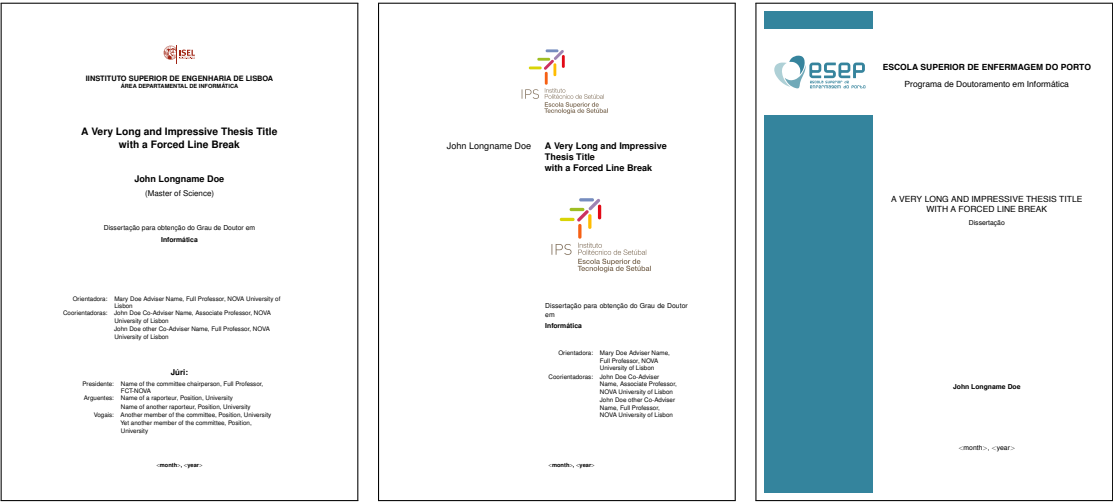 ISEL
IINSTITUTO SUPERIOR DE ENGENHARIA DE LISBOA
ÁREA DEPARTAMENTAL DE INFORMÁTICA
A Very Long and Impressive Thesis Title
with a Forced Line Break
John Longname Doe
(Master of Science)
Dissertação para obtenção do Grau de Doutor em
Informática
Orientadora: Mary Doe Adviser Name, Full Professor, NOVA University of
Lisbon
Coorientadoras: John Doe Co-Adviser Name, Associate Professor, NOVA
University of Lisbon
John Doe other Co-Adviser Name, Full Professor, NOVA
University of Lisbon
Júri:
Presidente: Name of the committee chairperson, Full Professor,
FCT-NOVA
Arguentes: Name of a raporteur, Position, University
Name of another raporteur, Position, University
Vogais: Another member of the committee, Position, University
Yet another member of the committee, Position,
University
<month>, <year>
IPS Instituto
Politécnico de Setúbal
Escola Superior de
Tecnologia de Setúbal
John Longname Doe
A Very Long and Impressive
Thesis Title
with a Forced Line Break
IPS Instituto
Politécnico de Setúbal
Escola Superior de
Tecnologia de Setúbal
Dissertação para obtenção do Grau de Doutor
em
Informática
Orientadora: Mary Doe Adviser Name,
Full Professor, NOVA
University of Lisbon
Coorientadoras: John Doe Co-Adviser
Name, Associate Professor,
NOVA University of Lisbon
John Doe other Co-Adviser
Name, Full Professor,
NOVA University of Lisbon
<month>, <year>
esep
escola superior de
enfermagem do porto
ESCOLA SUPERIOR DE ENFERMAGEM DO PORTO
Programa de Doutoramento em Informática
A VERY LONG AND IMPRESSIVE THESIS TITLE
WITH A FORCED LINE BREAK
Dissertação
John Longname Doe
<month>, <year>